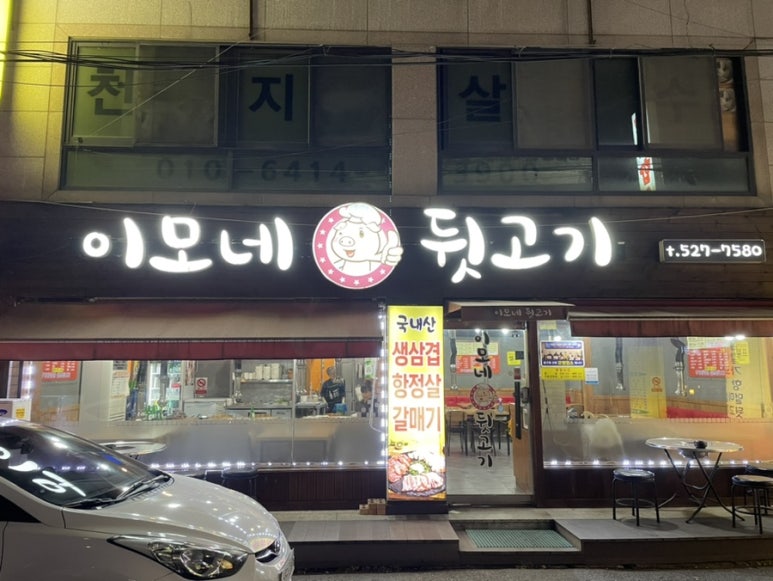 천지살수
010-6414
이모네 뒷고기
t.527-7580
이모네 뒷고기
국내산
생삼겹
항정살
갈매기
이모네
뒷고기